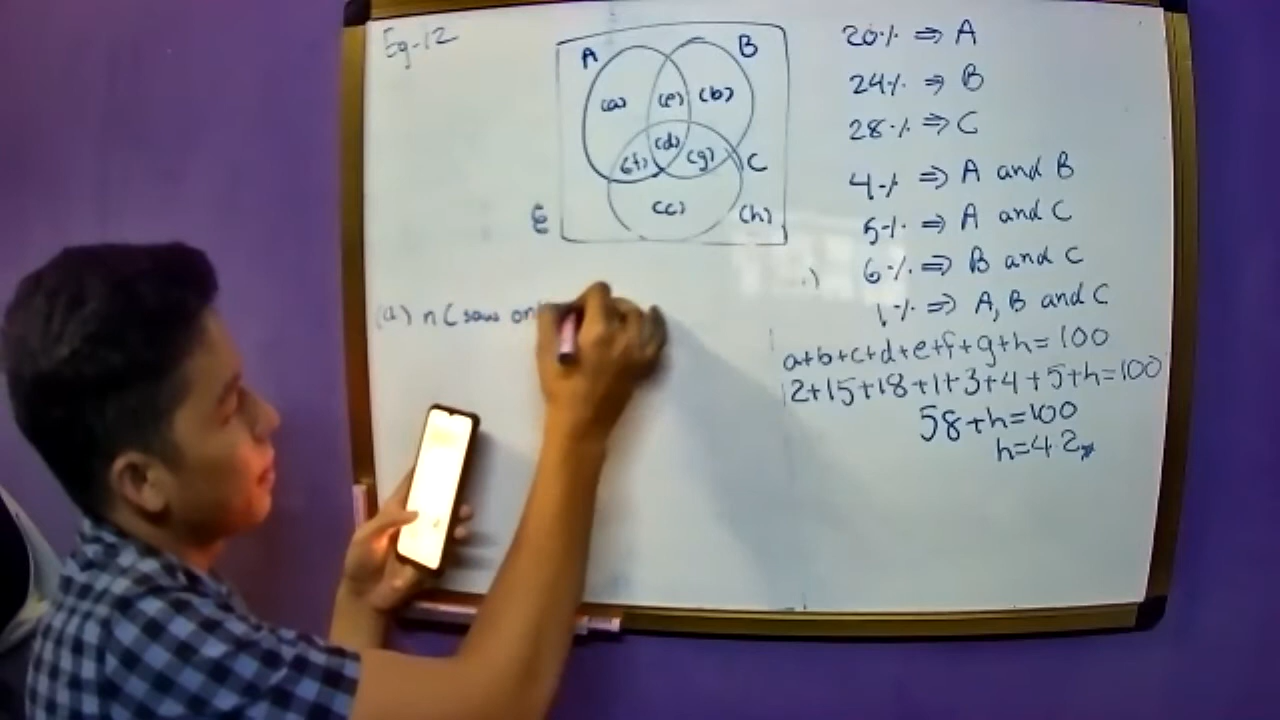 Eg-12
A
B
(a) (e) (b)
(d)
(f) (g) C
(c)
ξ (h)
20% ⇒ A
24% ⇒ B
28% ⇒ C
4% ⇒ A and B
5% ⇒ A and C
6% ⇒ B and C
1% ⇒ A, B and C
a+b+c+d+e+f+g+h=100
12+15+18+1+3+4+5+h=100
58+h=100
h=42
(a) n(saw